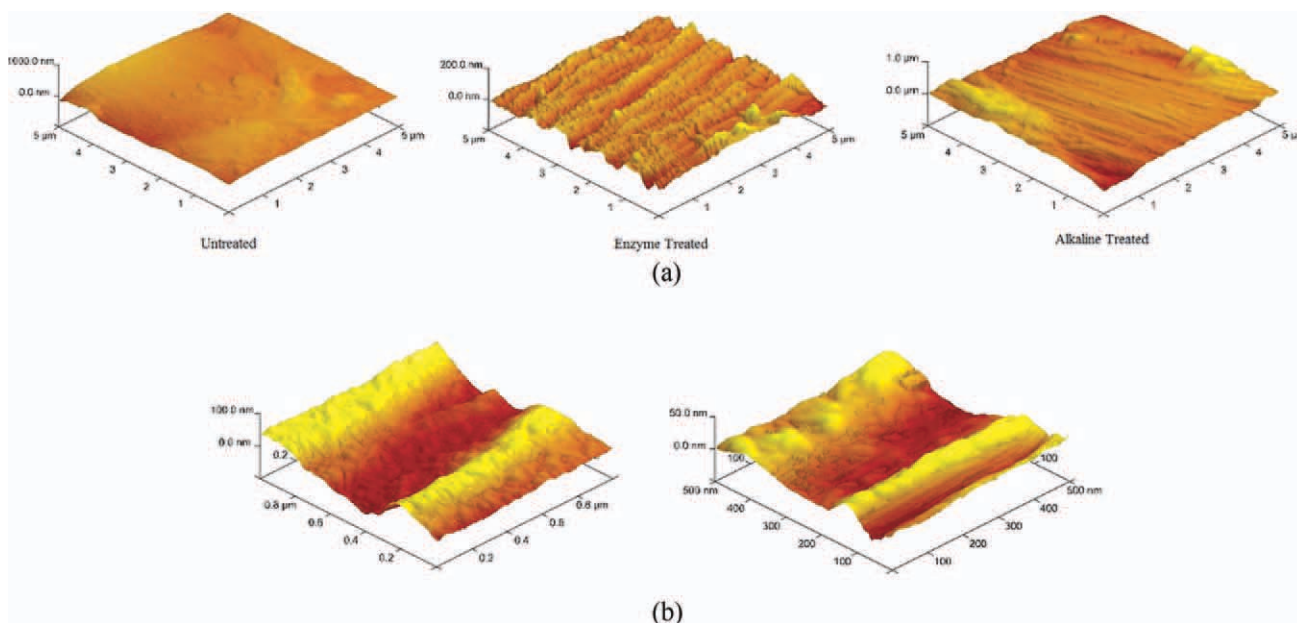 1000.0 nm
0.0 nm
5 µm
4
3
2
1
1
2
3
4
5 µm
Untreated
200.0 nm
0.0 nm
5 µm
4
3
2
1
1
2
3
4
5 µm
Enzyme Treated
1.0 µm
0.0 µm
5 µm
4
3
2
1
1
2
3
4
5 µ
Alkaline Treated
(a)
100.0 nm
0.0 nm
0.2
0.8 µm
0.6
0.4
0.2
0.2
0.4
0.6
0.8 µm
50.0 nm
0.0 nm
100
500 nm
400
300
200
100
100
200
300
400
500 nm
100
(b)